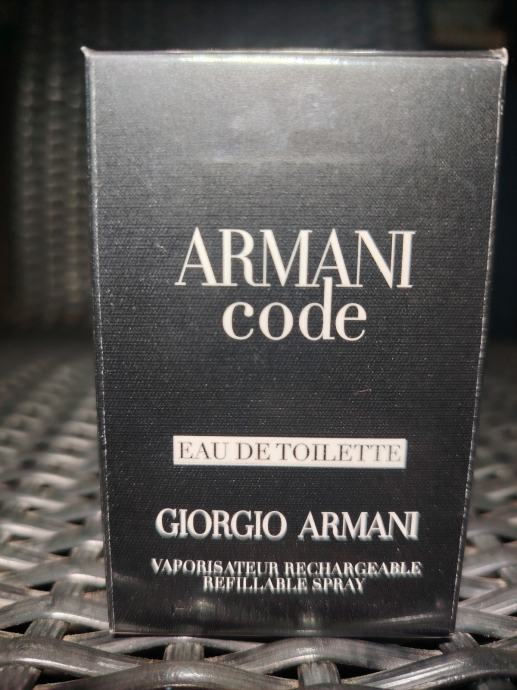 ARMANI
code
EAU DE TOILETTE
GIORGIO ARMANI
VAPORISATEUR RECHARGEABLE
REFILLABLE SPRAY